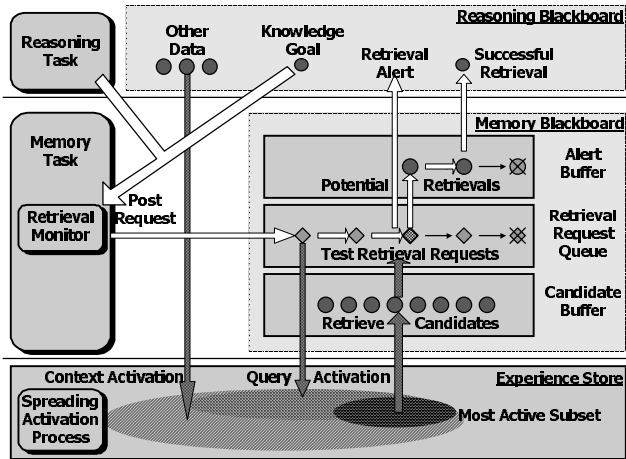 Reasoning Blackboard
Other
Data
Knowledge
Goal
Reasoning
Task
Retrieval
Alert
Successful
Retrieval
Memory Blackboard
Memory
Task
Alert
Buffer
Potential
Retrievals
Post
Request
Retrieval
Monitor
Retrieval
Request
Queue
Test Retrieval Requests
Candidate
Buffer
Retrieve
Candidates
Context Activation
Query
Activation
Experience Store
Spreading
Activation
Process
Most Active Subset